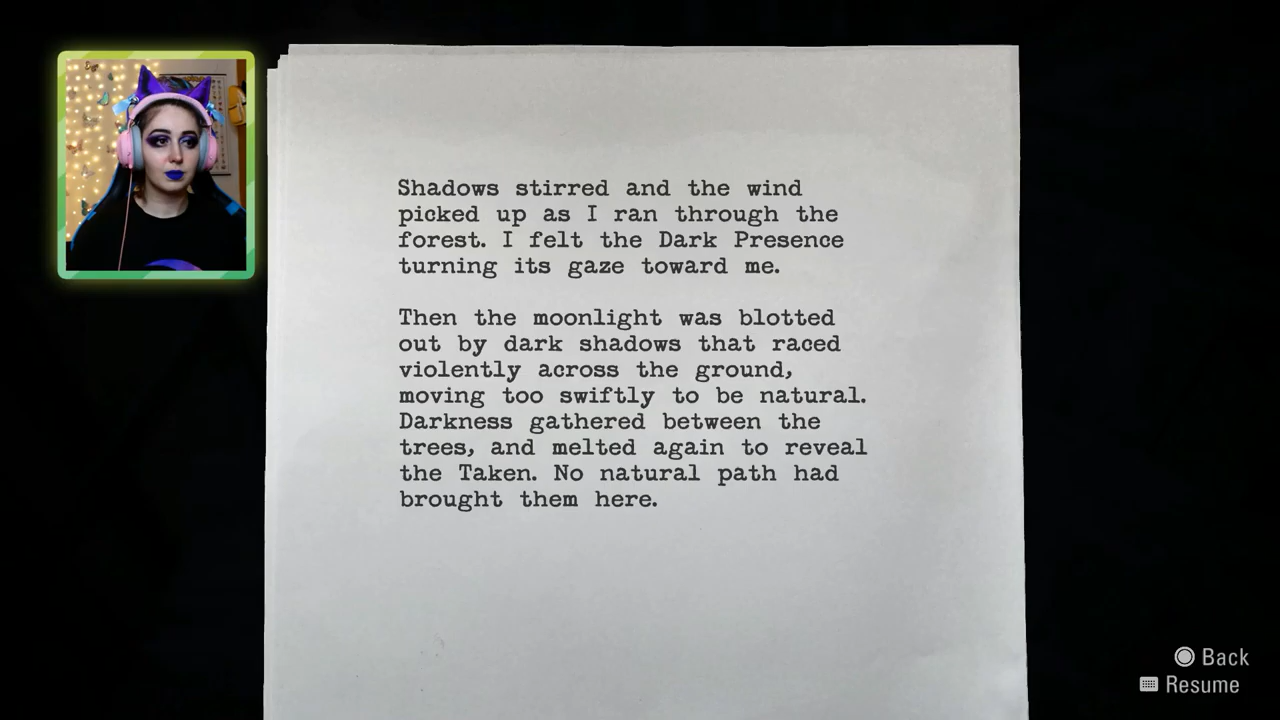 Shadows stirred and the wind
picked up as I ran through the
forest. I felt the Dark Presence
turning its gaze toward me.
Then the moonlight was blotted
out by dark shadows that raced
violently across the ground,
moving too swiftly to be natural.
Darkness gathered between the
trees, and melted again to reveal
the Taken. No natural path had
brought them here.
Back
Resume